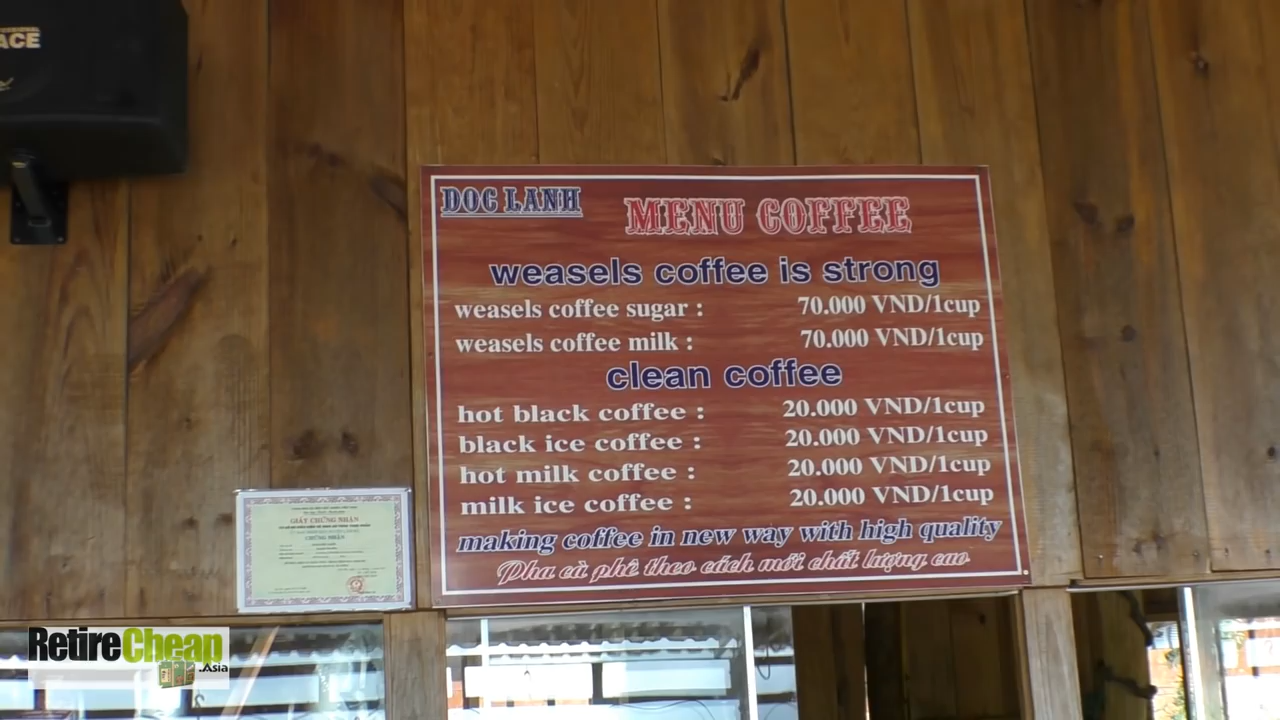 ACE
DOC LANH
MENU COFFEE
weasels coffee is strong
weasels coffee sugar : 70.000 VND/1cup
weasels coffee milk : 70.000 VND/1cup
clean coffee
hot black coffee : 20.000 VND/1cup
black ice coffee : 20.000 VND/1cup
hot milk coffee : 20.000 VND/1cup
milk ice coffee : 20.000 VND/1cup
making coffee in new way with high quality
Pha cà phê theo cách mới chất lượng cao
GIẤY CHỨNG NHẬN
CHỨNG NHẬN
RetireCheap
.Asia